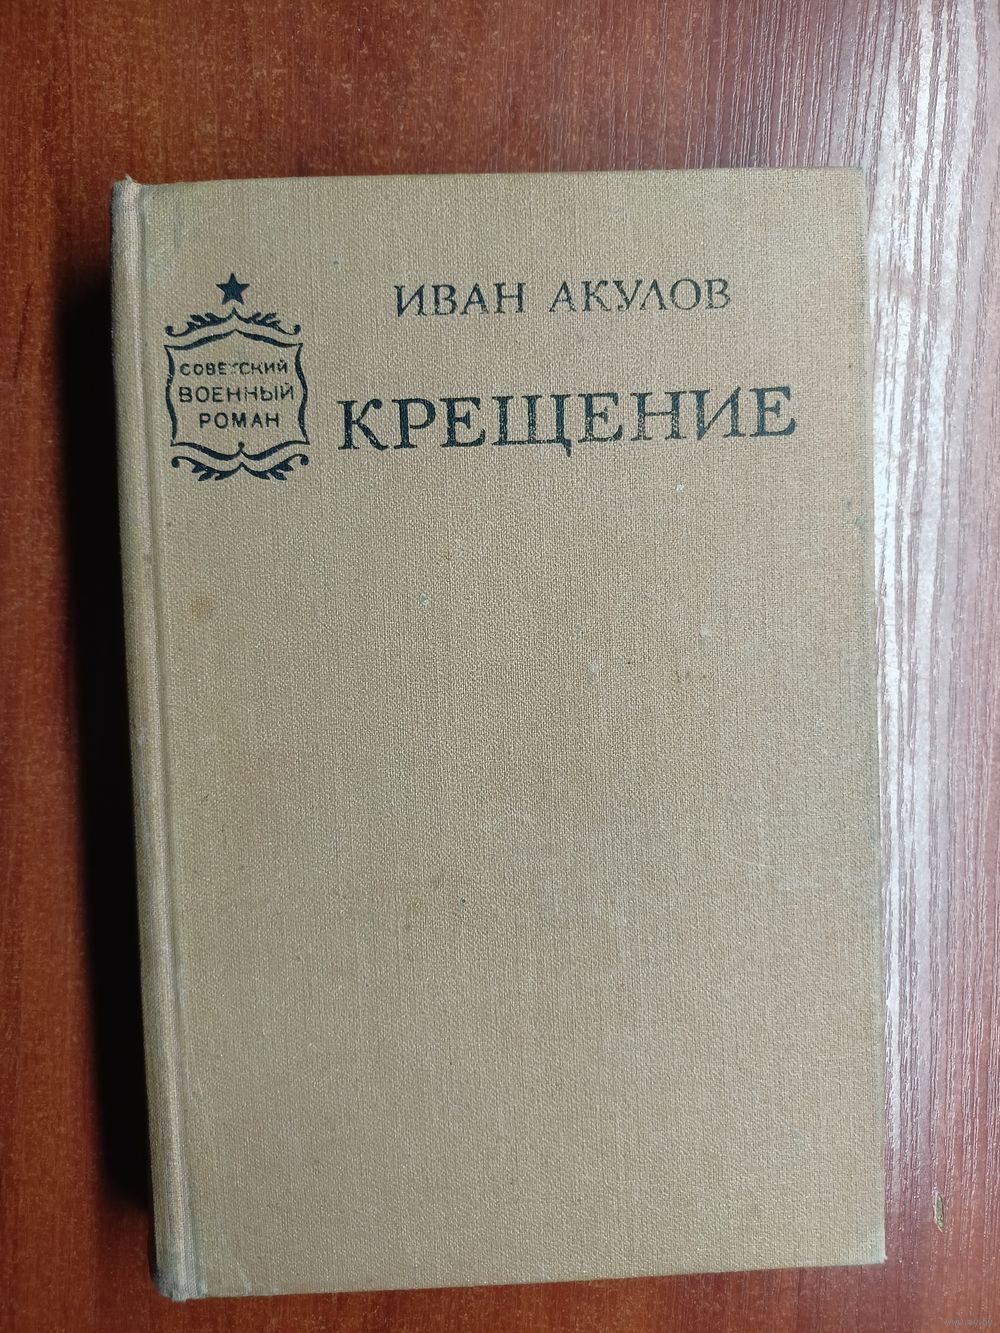 ИВАН АКУЛОВ
СОВЕТСКИЙ
ВОЕННЫЙ
РОМАН
КРЕЩЕНИЕ